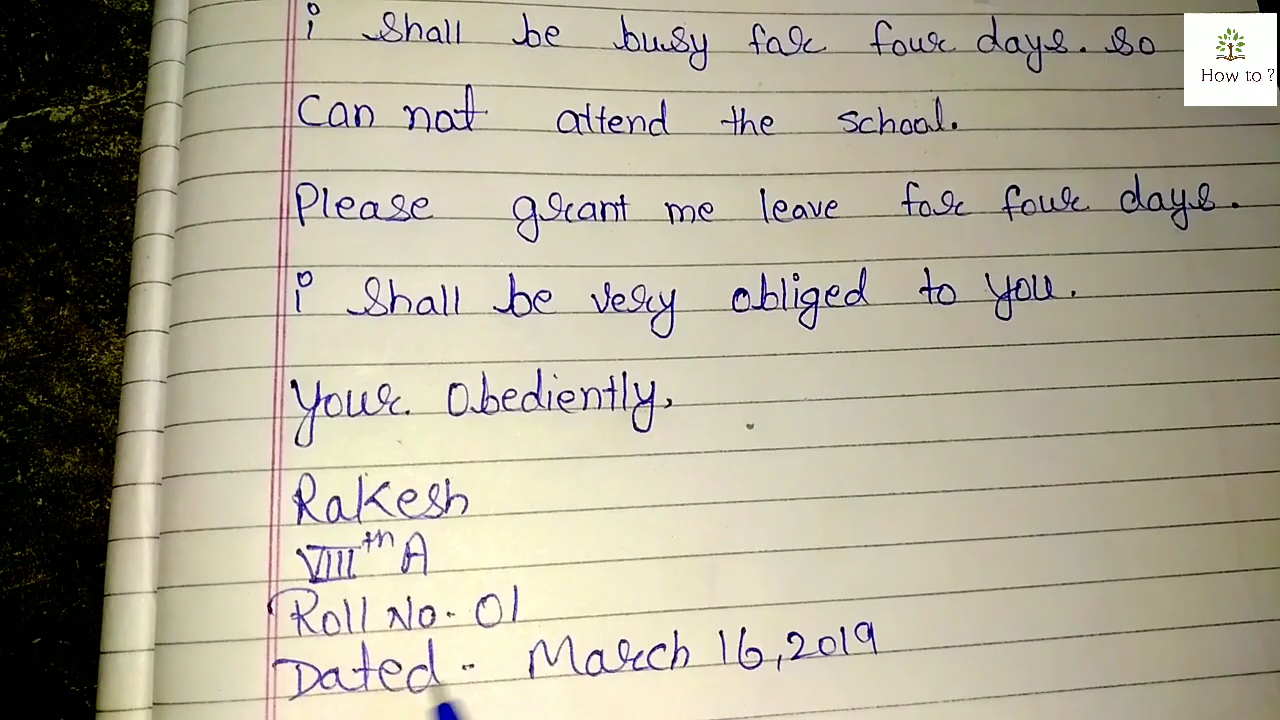 i shall be busy for four days. so
can not attend the school.
Please grant me leave for four days.
i shall be very obliged to you.
Your Obediently,
Rakesh
VIIIth A
Roll No. 01
Dated - March 16, 2019
How to ?